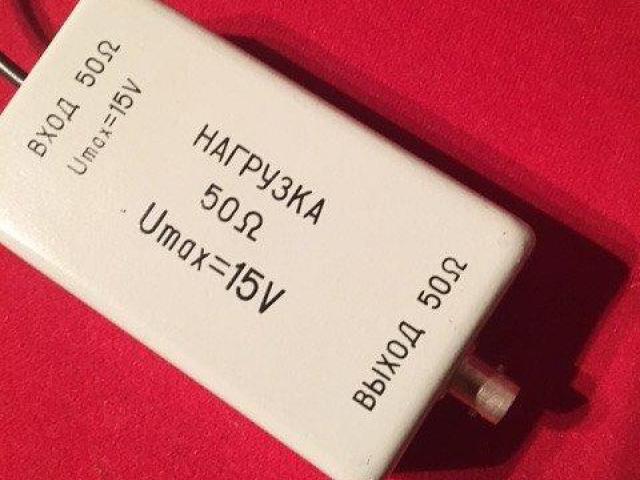 ВХОД 50Ω
Umax=15V
НАГРУЗКА
50Ω
Umax=15V
ВЫХОД 50Ω